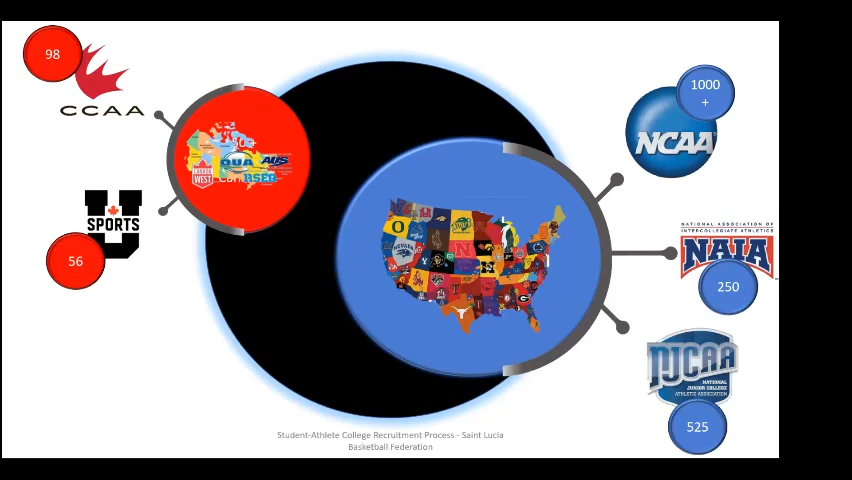 98
CCAA
U
SPORTS
56
OUA
AUS
CANADA
WEST
RSEQ
1000
+
NCAA
NATIONAL ASSOCIATION OF
INTERCOLLEGIATE ATHLETICS
NAIA
250
NJCAA
NATIONAL
JUNIOR COLLEGE
ATHLETIC ASSOCIATION
525
Student-Athlete College Recruitment Process - Saint Lucia
Basketball Federation